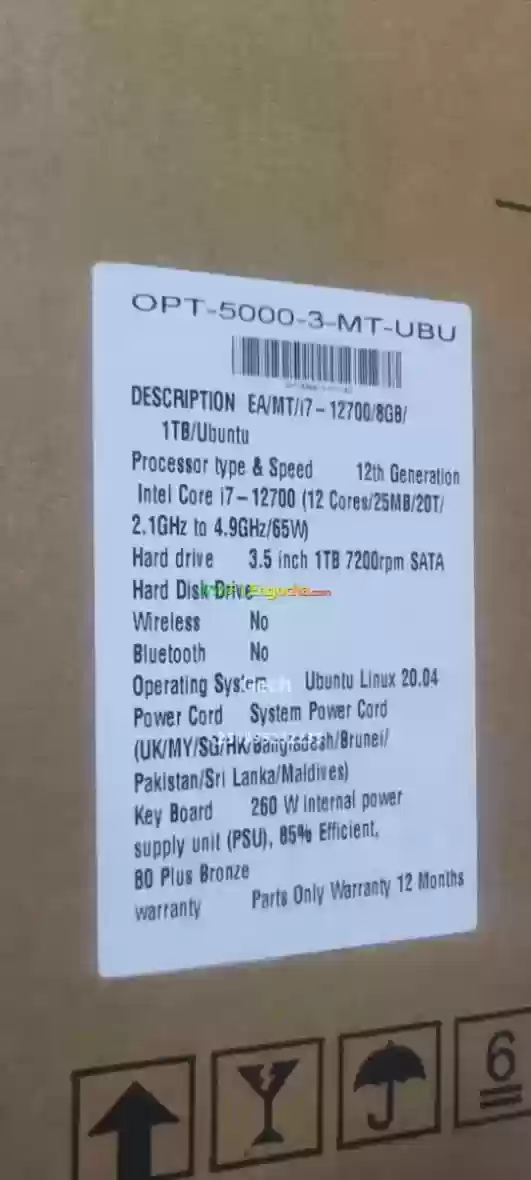 OPT-5000-3-MT-UBU
DESCRIPTION EA/MT/i7-12700/8GB/
1TB/Ubuntu
Processor type & Speed 12th Generation
Intel Core i7-12700 (12 Cores/25MB/20T/
2.1GHz to 4.9GHz/65W)
Hard drive 3.5 inch 1TB 7200rpm SATA
Hard Disk Drive
Wireless No
Bluetooth No
Operating System Ubuntu Linux 20.04
Power Cord System Power Cord
(UK/MY/SG/HK/Bangladesh/Brunei/
Pakistan/Sri Lanka/Maldives)
Key Board 260 W internal power
supply unit (PSU), 85% Efficient,
80 Plus Bronze
warranty Parts Only Warranty 12 Months
6